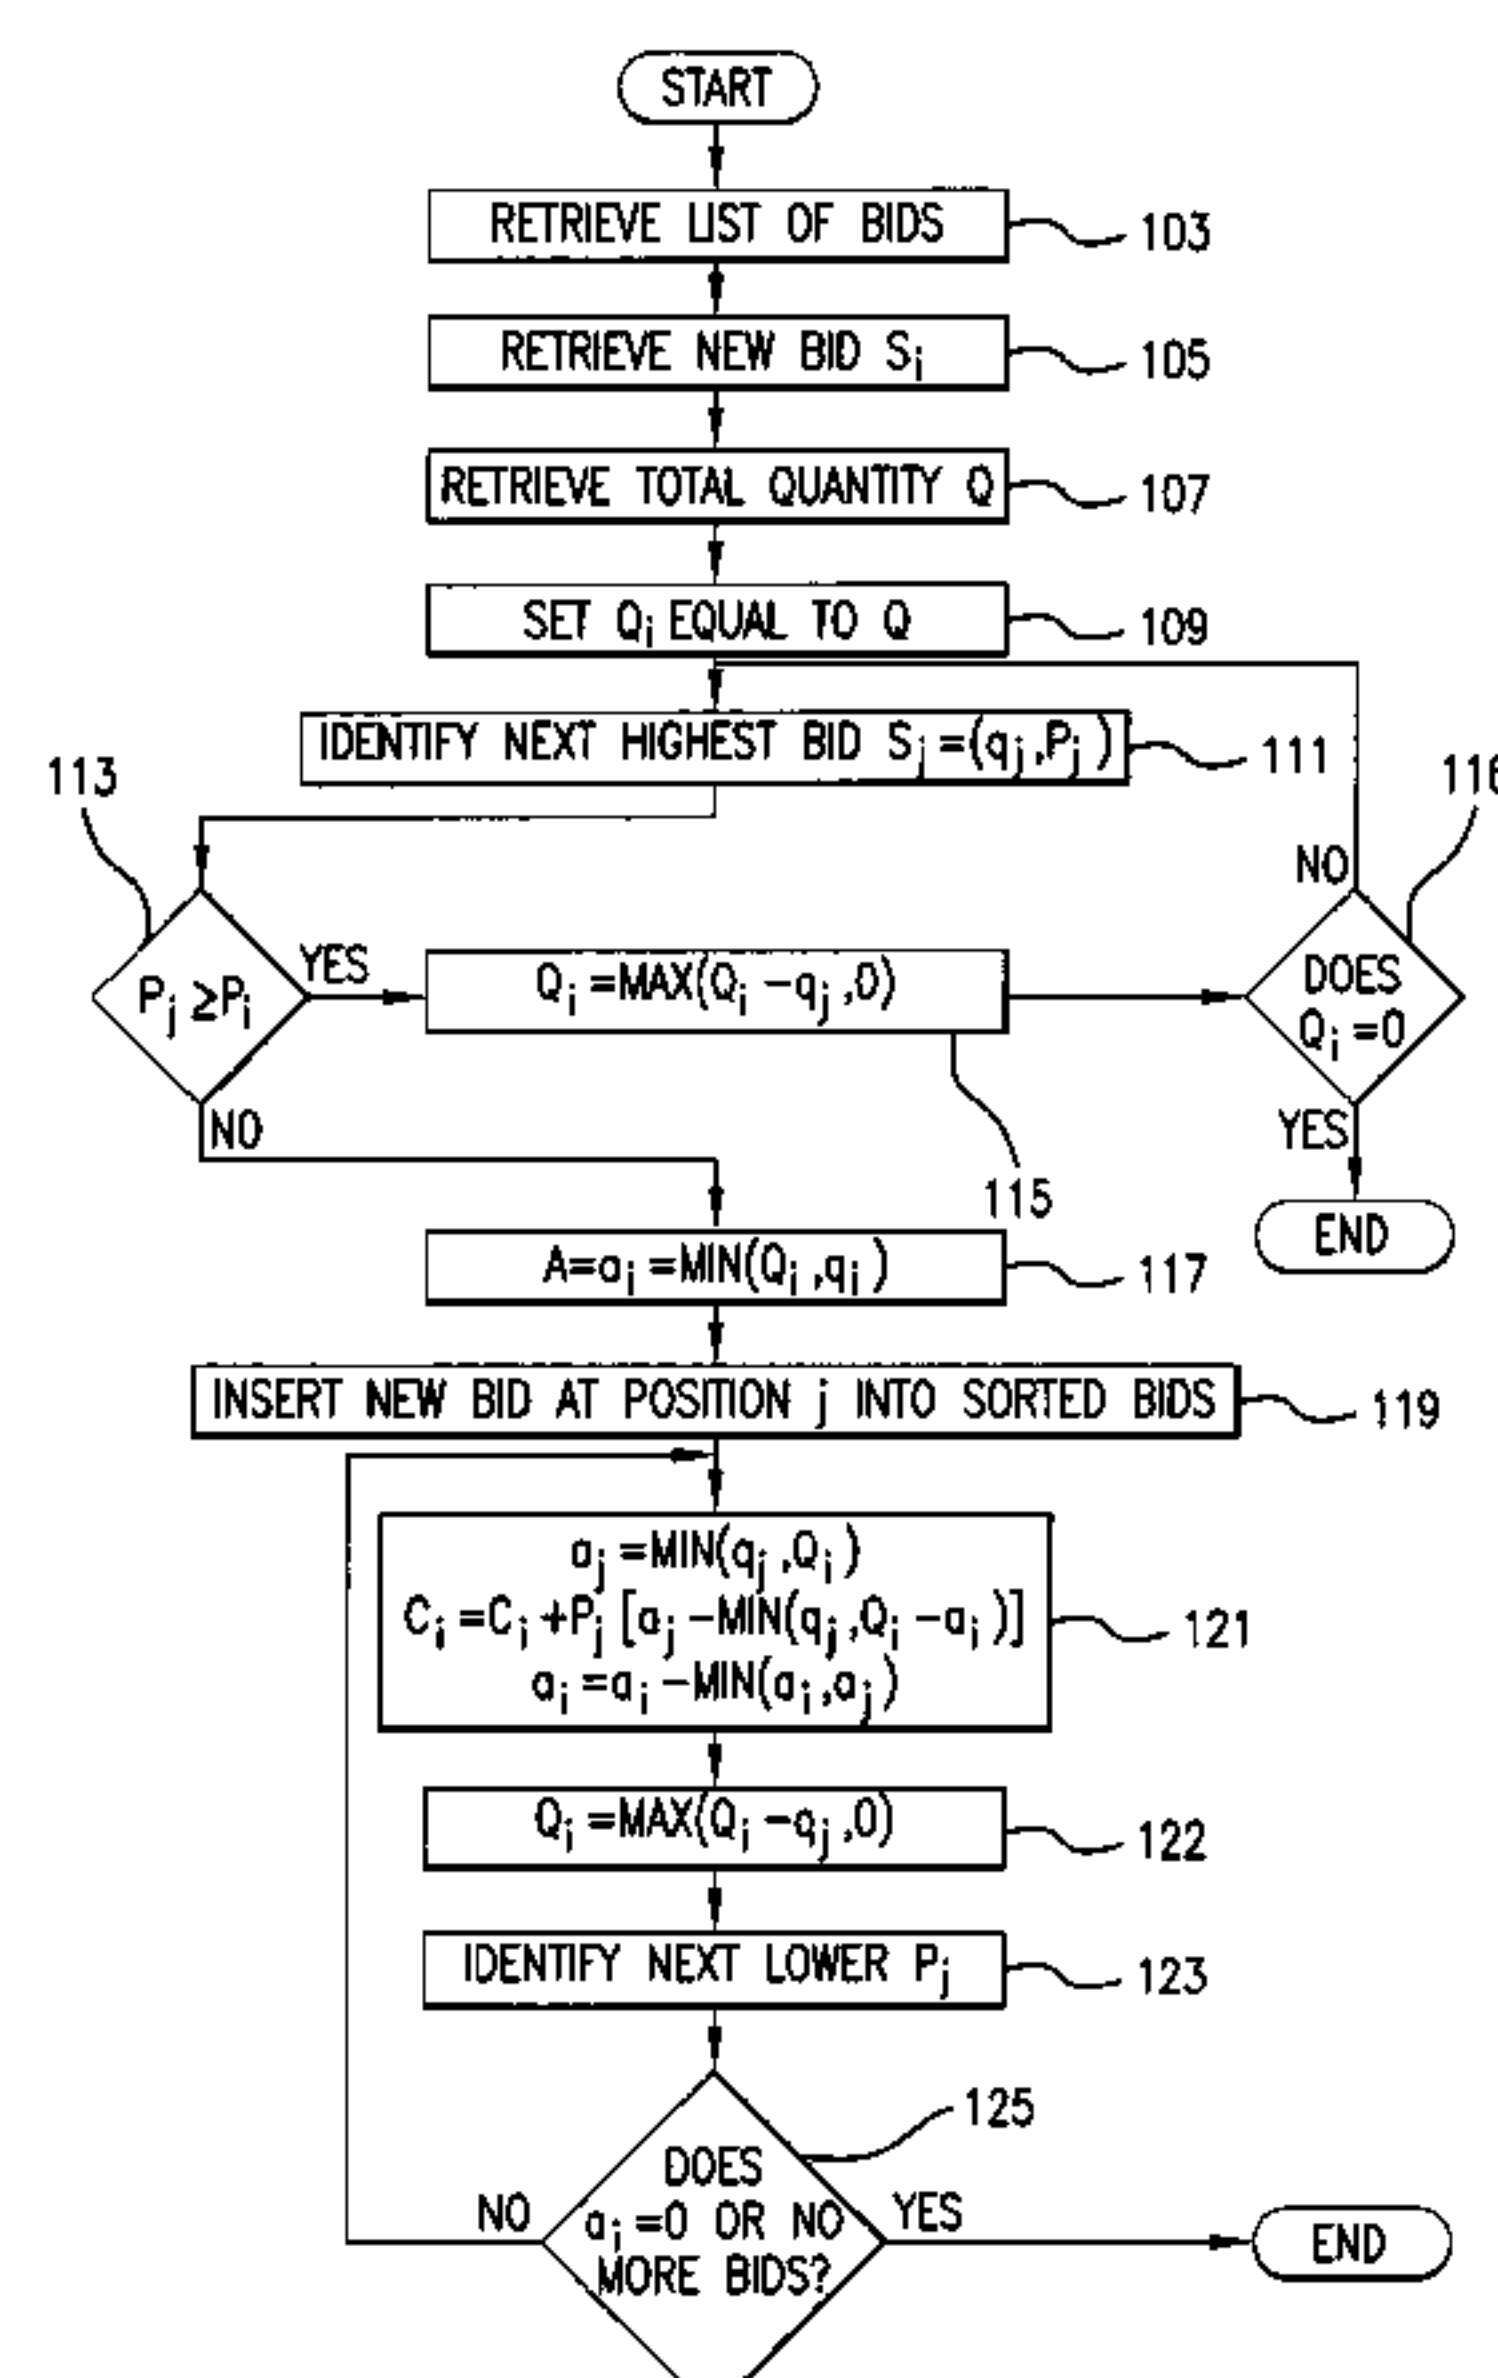 START
RETRIEVE LIST OF BIDS
103
RETRIEVE NEW BID Si
105
RETRIEVE TOTAL QUANTITY Q
107
SET Qi EQUAL TO Q
109
IDENTIFY NEXT HIGHEST BID Sj=(qj,Pj)
111
113
116
Pj ≥Pi
YES
Qi =MAX(Qi -qj ,0)
115
NO
DOES
Qi =0
YES
END
NO
A=ai =MIN(Qi ,qi )
117
INSERT NEW BID AT POSITION j INTO SORTED BIDS
119
aj =MIN(qj ,Qi )
Ci =Ci +Pj [aj -MIN(qj ,Qi -ai )]
ai =ai -MIN(ai ,aj )
121
Qi =MAX(Qi -qj ,0)
122
IDENTIFY NEXT LOWER Pj
123
125
DOES
ai =0 OR NO
MORE BIDS?
NO
YES
END